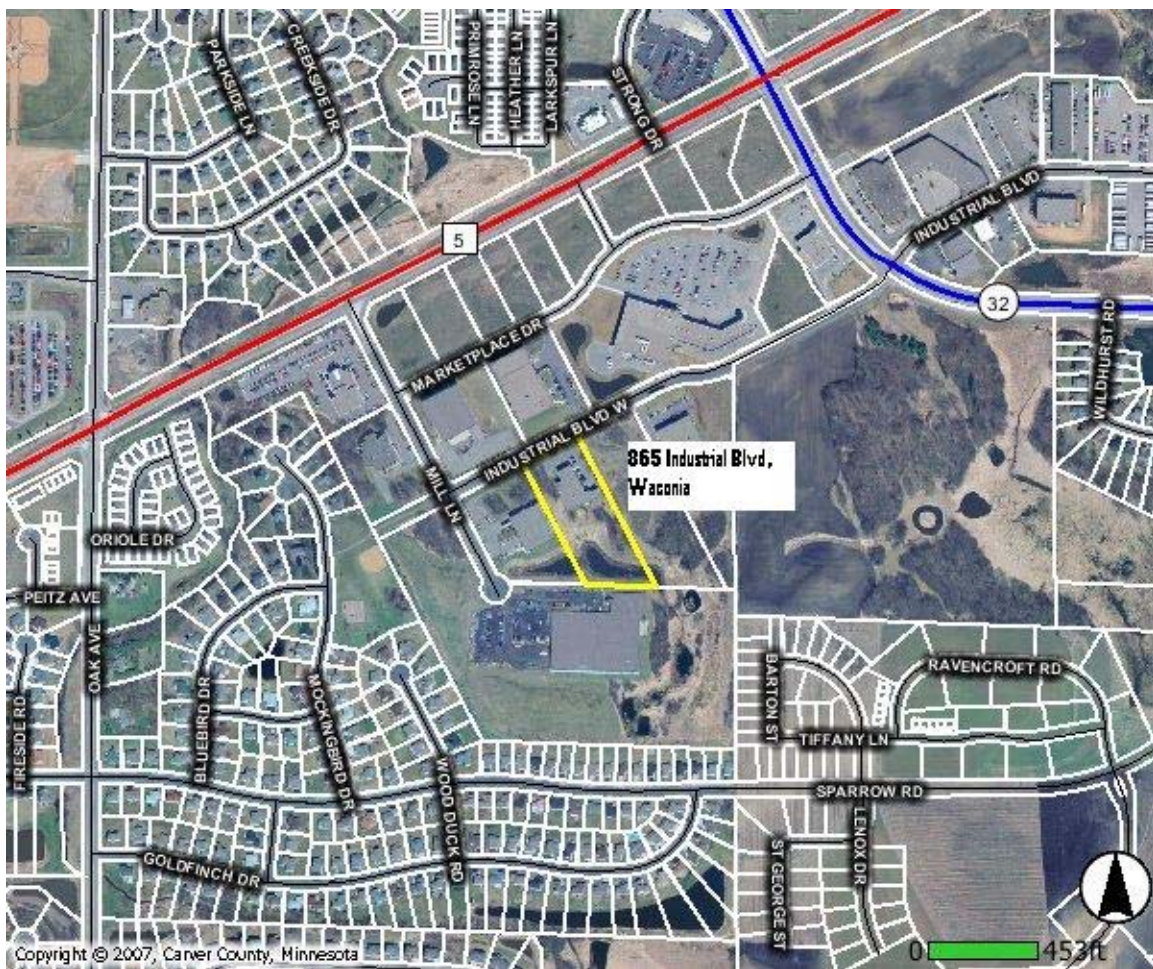 PARKSIDE LN
CREEKSIDE DR
PRIMROSE LN
HEATHER LN
LARKSPUR LN
STRONG DR
5
INDUSTRIAL BLVD
32
WILDHURST RD
MARKETPLACE DR
INDUSTRIAL BLVD W
865 Industrial Blvd,
Waconia
MILL LN
ORIOLE DR
PEITZ AVE
OAK AVE
FIRESIDE RD
BLUEBIRD DR
MOCKINGBIRD DR
WOOD DUCK RD
BARTON ST
RAVENCROFT RD
TIFFANY LN
SPARROW RD
LENOX DR
ST GEORGE ST
GOLDFINCH DR
Copyright © 2007, Carver County, Minnesota
0 453ft